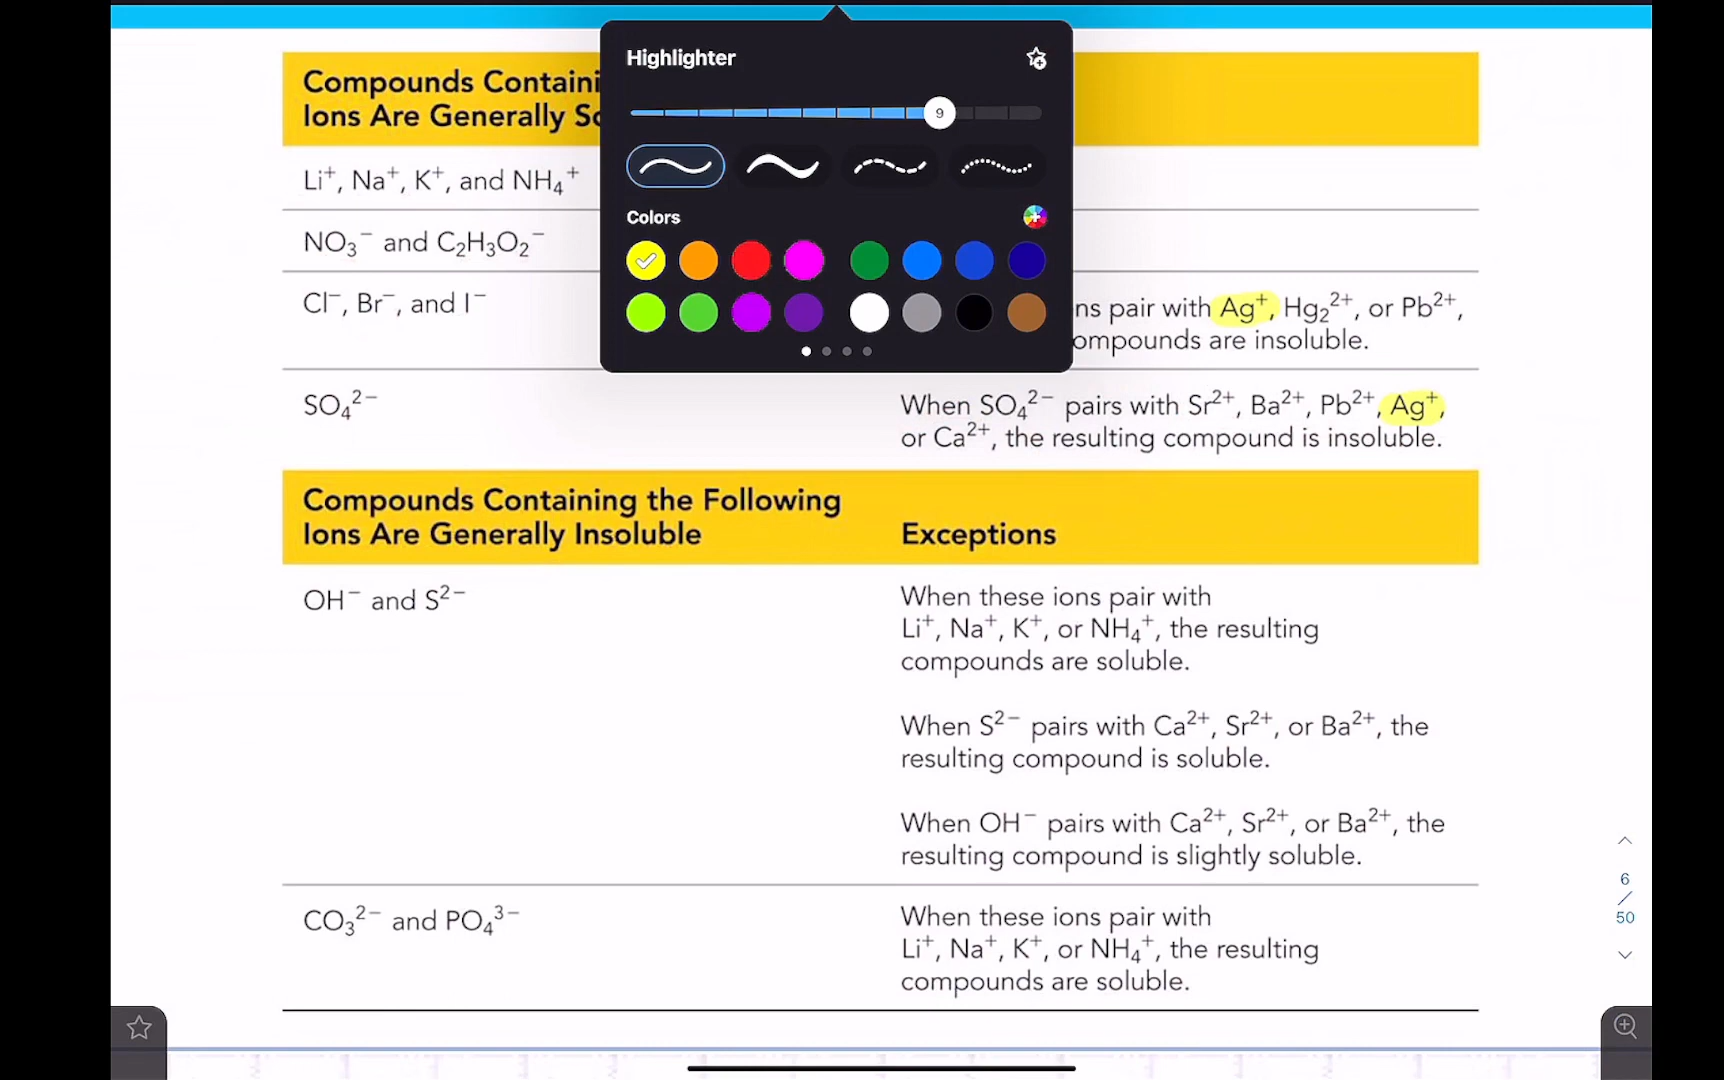 Highlighter
9
Colors
Compounds Containi
Ions Are Generally So
Li⁺, Na⁺, K⁺, and NH₄⁺
NO₃⁻ and C₂H₃O₂⁻
Cl⁻, Br⁻, and I⁻
ns pair with Ag⁺, Hg₂²⁺, or Pb²⁺,
ompounds are insoluble.
SO₄²⁻
When SO₄²⁻ pairs with Sr²⁺, Ba²⁺, Pb²⁺, Ag⁺,
or Ca²⁺, the resulting compound is insoluble.
Compounds Containing the Following
Ions Are Generally Insoluble
Exceptions
OH⁻ and S²⁻
When these ions pair with
Li⁺, Na⁺, K⁺, or NH₄⁺, the resulting
compounds are soluble.
When S²⁻ pairs with Ca²⁺, Sr²⁺, or Ba²⁺, the
resulting compound is soluble.
When OH⁻ pairs with Ca²⁺, Sr²⁺, or Ba²⁺, the
resulting compound is slightly soluble.
CO₃²⁻ and PO₄³⁻
When these ions pair with
Li⁺, Na⁺, K⁺, or NH₄⁺, the resulting
compounds are soluble.
6
/
50